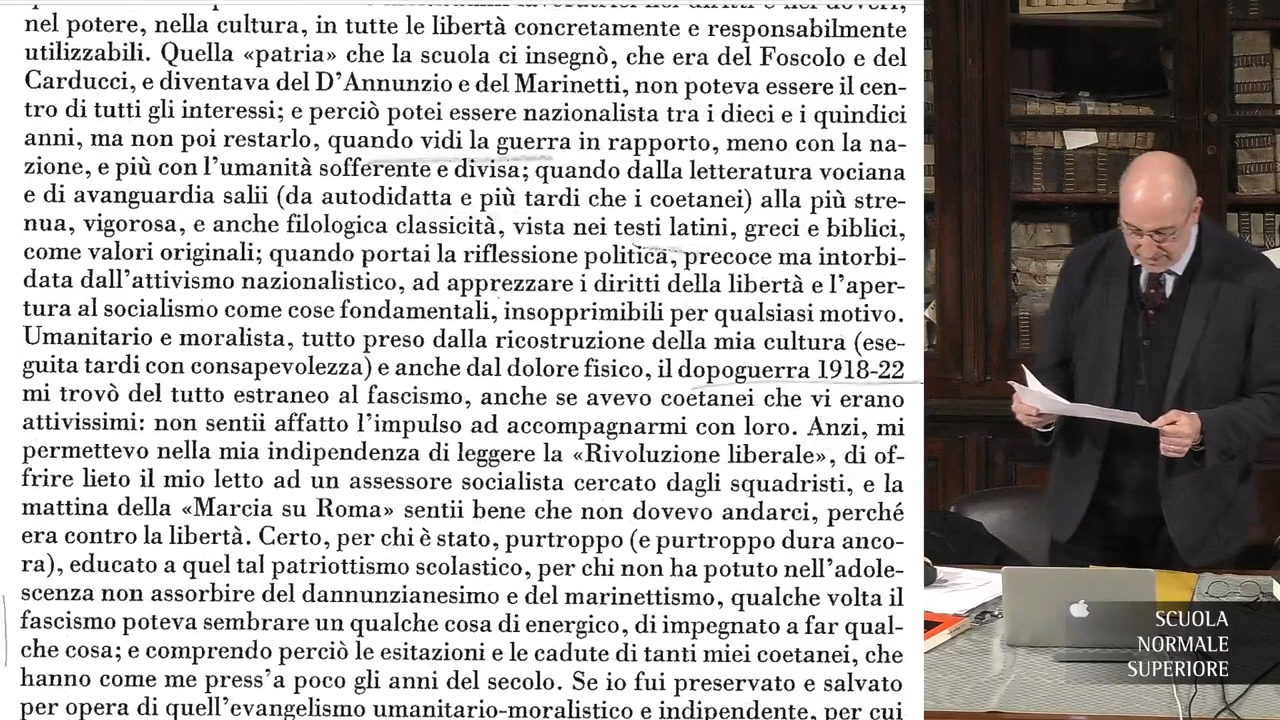 nel potere, nella cultura, in tutte le libertà concretamente e responsabilmente
utilizzabili. Quella «patria» che la scuola ci insegnò, che era del Foscolo e del
Carducci, e diventava del D'Annunzio e del Marinetti, non poteva essere il cen-
tro di tutti gli interessi; e perciò potei essere nazionalista tra i dieci e i quindici
anni, ma non poi restarlo, quando vidi la guerra in rapporto, meno con la na-
zione, e più con l'umanità sofferente e divisa; quando dalla letteratura vociana
e di avanguardia salii (da autodidatta e più tardi che i coetanei) alla più stre-
nua, vigorosa, e anche filologica classicità, vista nei testi latini, greci e biblici,
come valori originali; quando portai la riflessione politica, precoce ma intorbi-
data dall'attivismo nazionalistico, ad apprezzare i diritti della libertà e l'aper-
tura al socialismo come cose fondamentali, insopprimibili per qualsiasi motivo.
Umanitario e moralista, tutto preso dalla ricostruzione della mia cultura (ese-
guita tardi con consapevolezza) e anche dal dolore fisico, il dopoguerra 1918-22
mi trovò del tutto estraneo al fascismo, anche se avevo coetanei che vi erano
attivissimi: non sentii affatto l'impulso ad accompagnarmi con loro. Anzi, mi
permettevo nella mia indipendenza di leggere la «Rivoluzione liberale», di of-
frire lieto il mio letto ad un assessore socialista cercato dagli squadristi, e la
mattina della «Marcia su Roma» sentii bene che non dovevo andarci, perché
era contro la libertà. Certo, per chi è stato, purtroppo (e purtroppo dura anco-
ra), educato a quel tal patriottismo scolastico, per chi non ha potuto nell'adole-
scenza non assorbire del dannunzianesimo e del marinettismo, qualche volta il
fascismo poteva sembrare un qualche cosa di energico, di impegnato a far qual-
che cosa; e comprendo perciò le esitazioni e le cadute di tanti miei coetanei, che
hanno come me press'a poco gli anni del secolo. Se io fui preservato e salvato
per opera di quell'evangelismo umanitario-moralistico e indipendente, per cui
SCUOLA
NORMALE
SUPERIORE